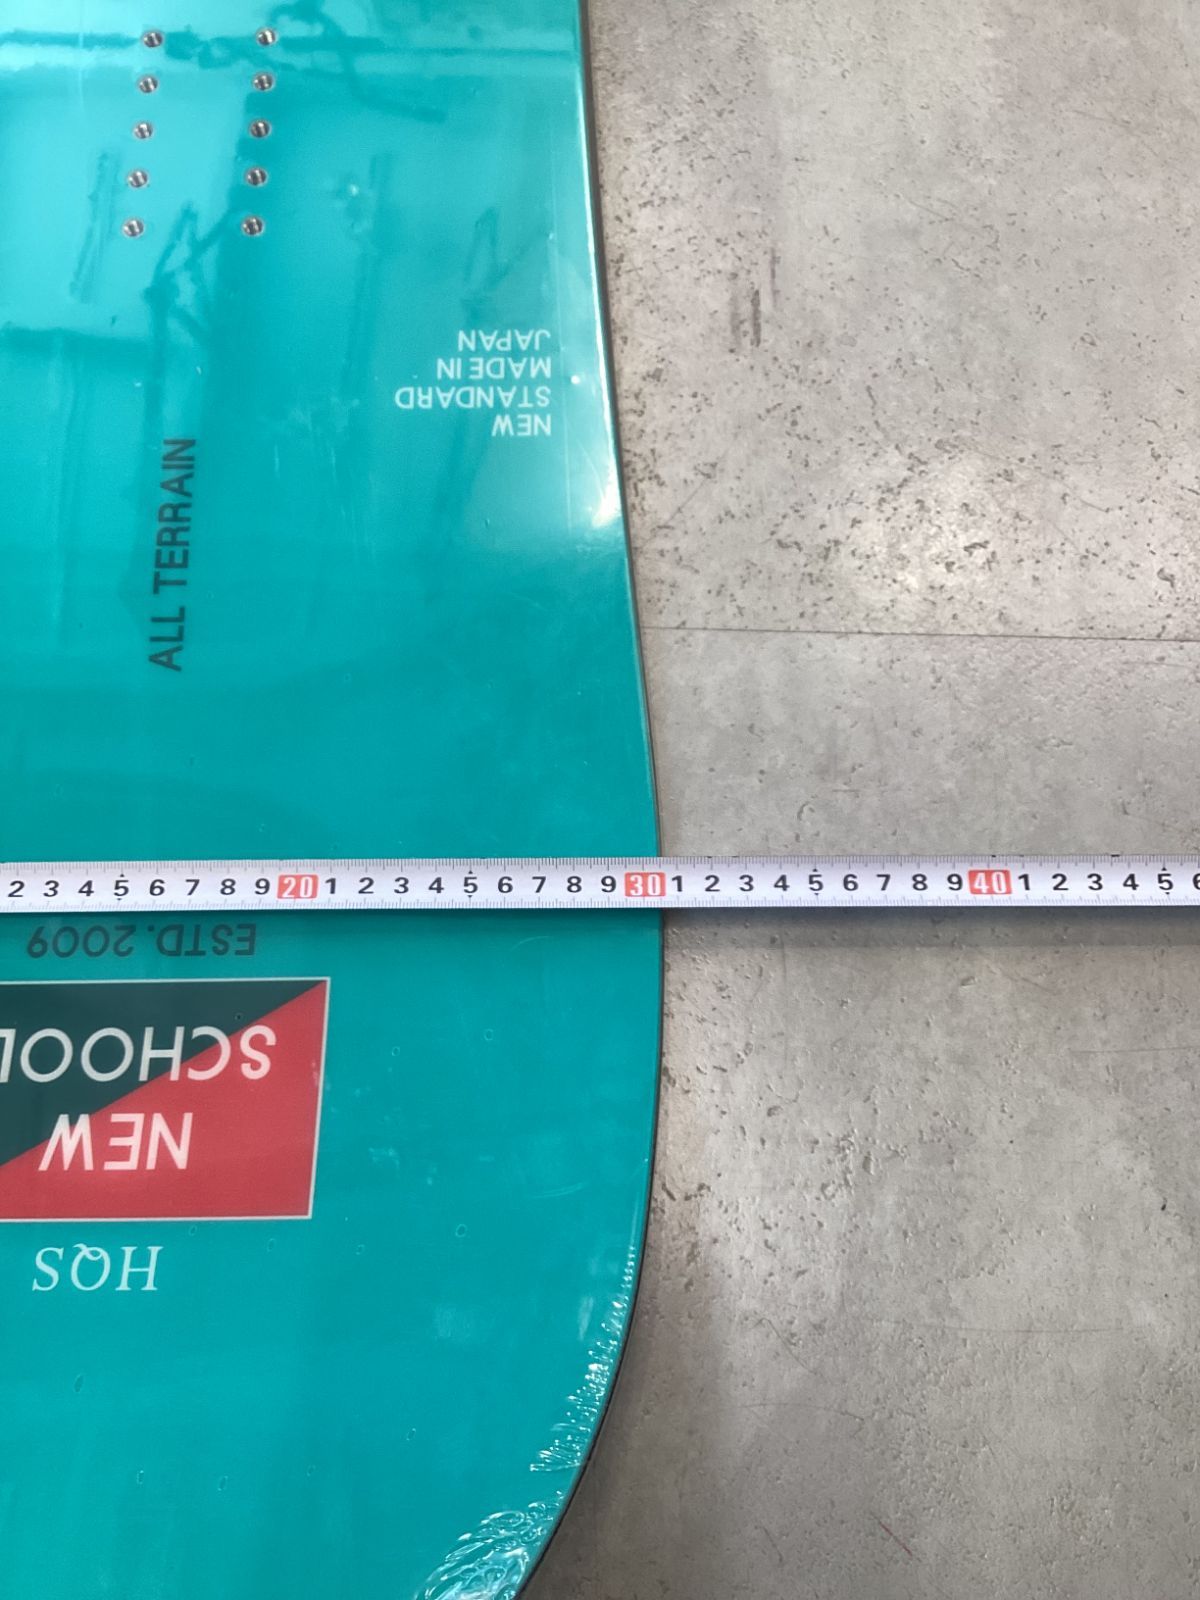 NEW
STANDARD
MADE IN
JAPAN
ALL TERRAIN
2 3 4 5 6 7 8 9 20 1 2 3 4 5 6 7 8 9 30 1 2 3 4 5 6 7 8 9 40 1 2 3 4 5 6
HQS
NEW
SCHOOL
ESTD. 2009